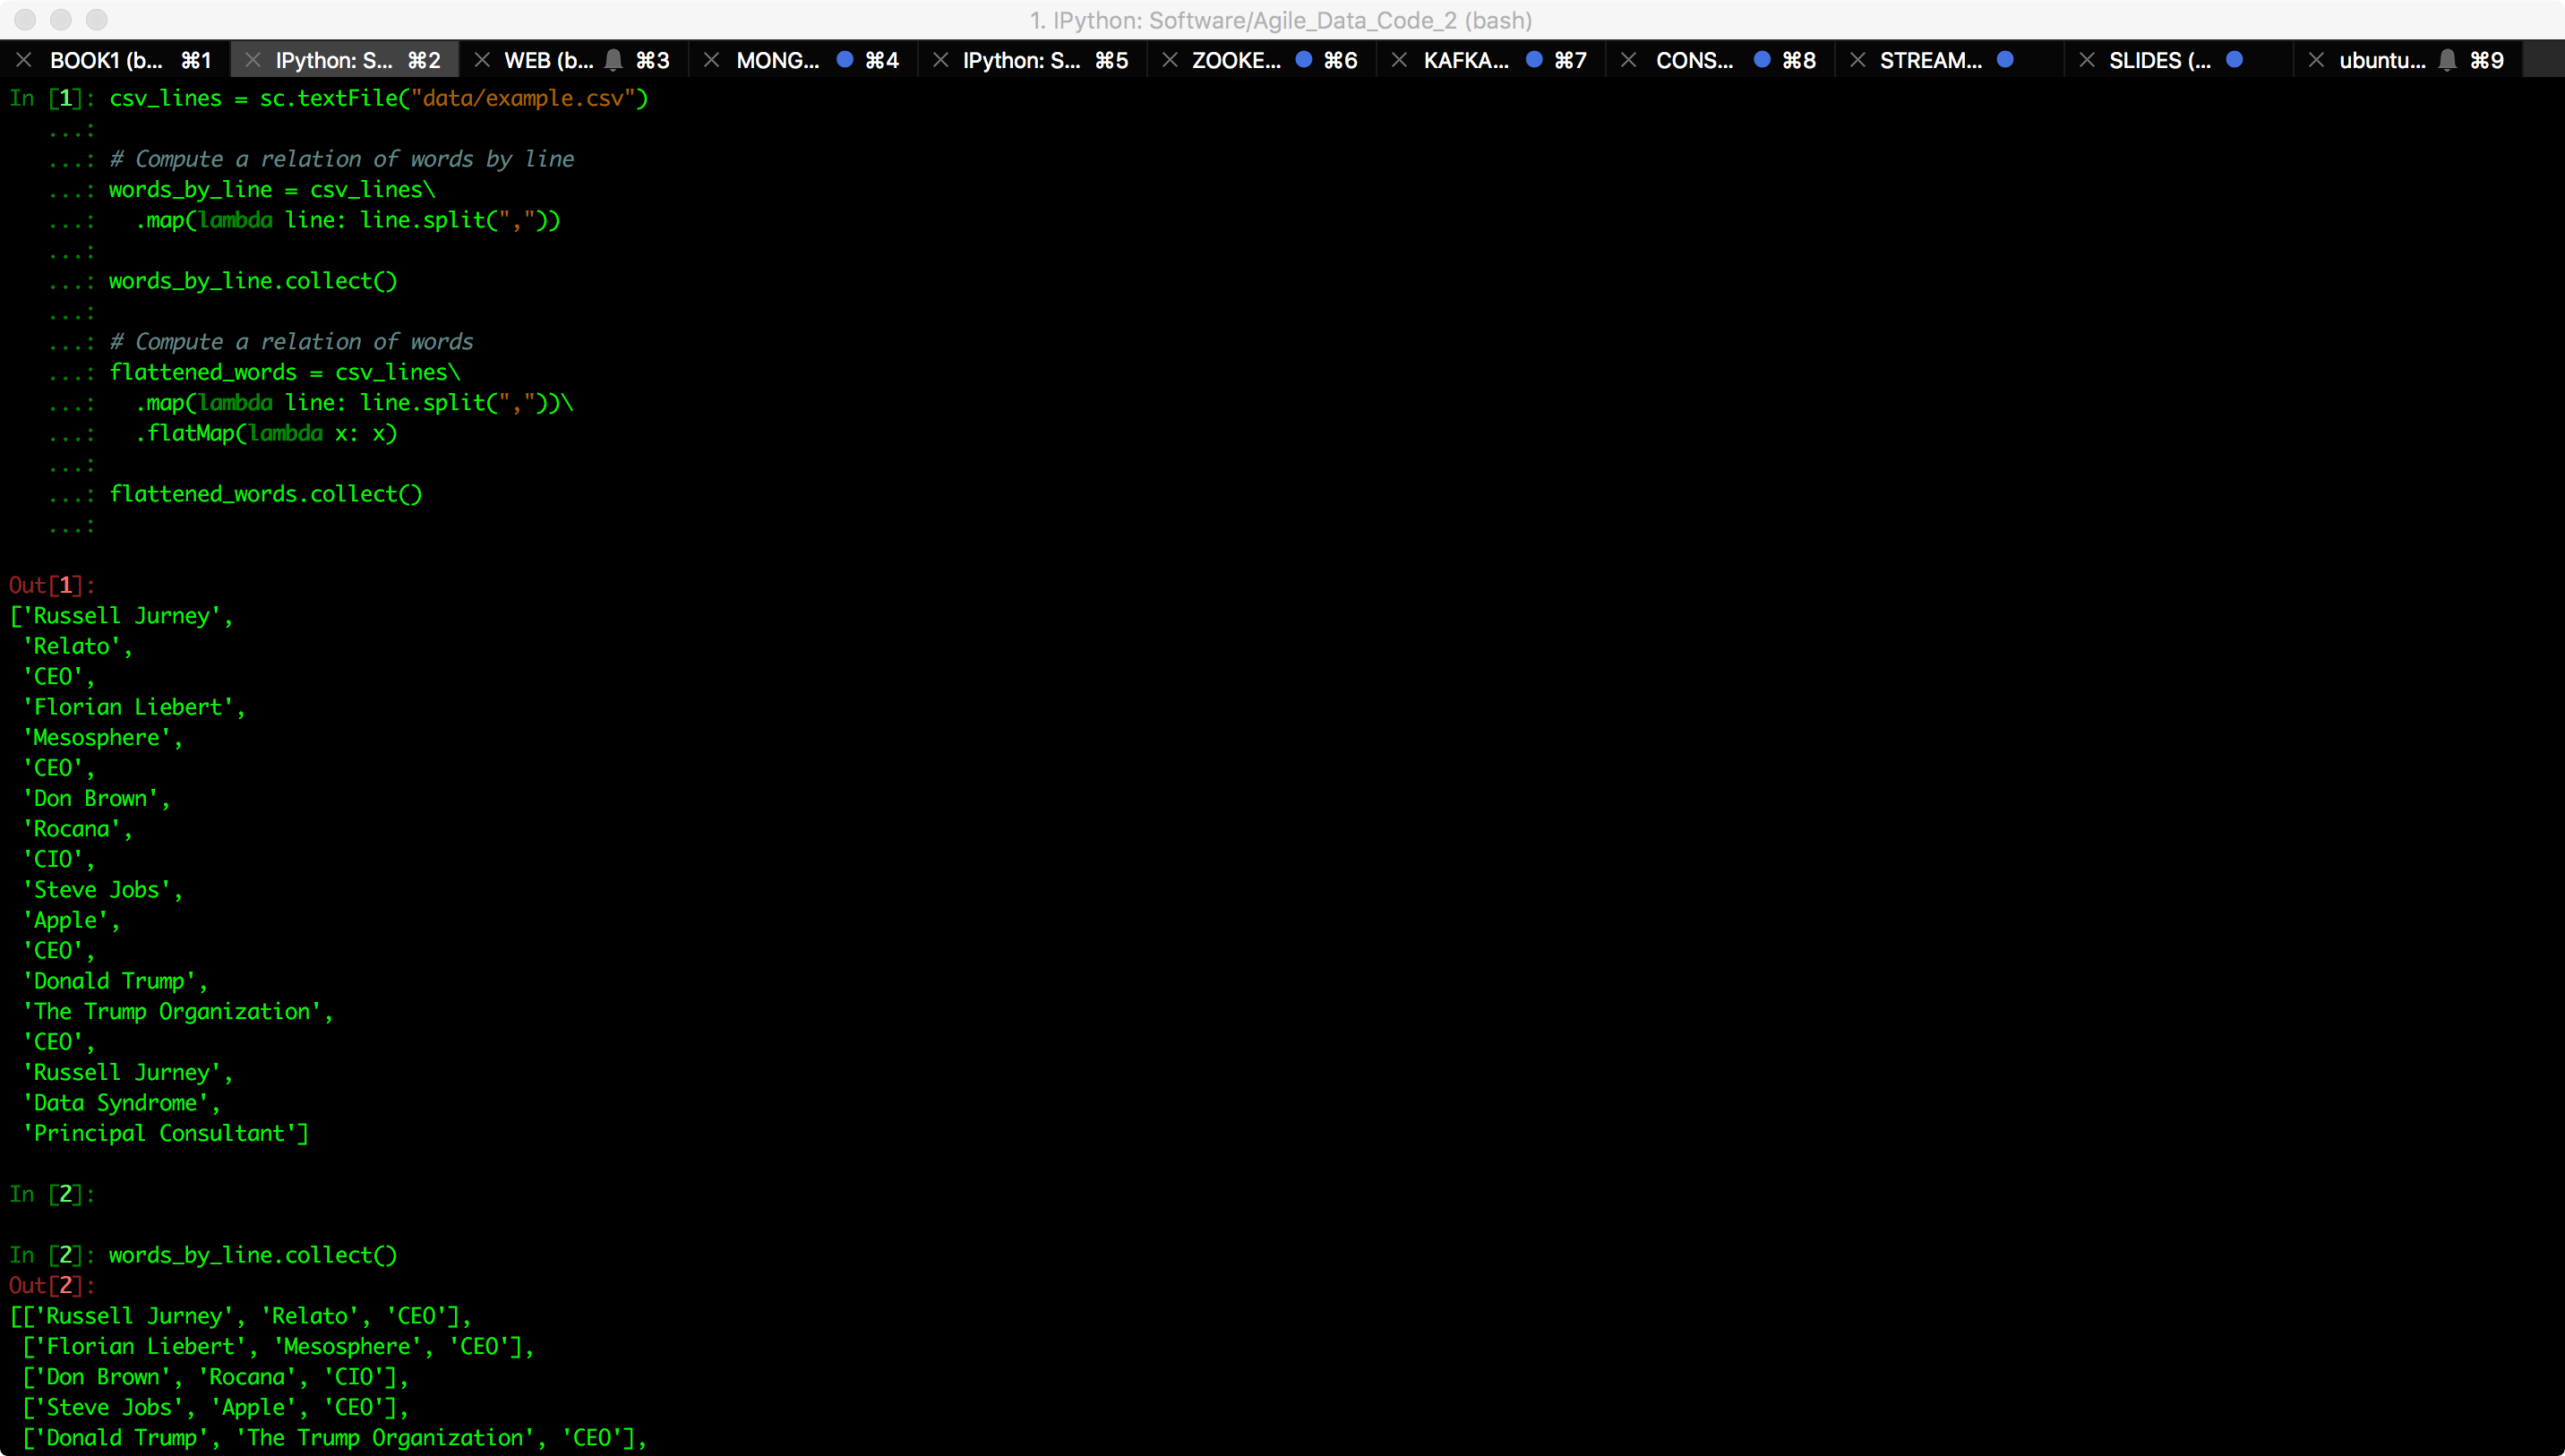 1. IPython: Software/Agile_Data_Code_2 (bash)
BOOK1 (b... ⌘1 IPython: S... ⌘2 WEB (b... ⌘3 MONG... ⌘4 IPython: S... ⌘5 ZOOKE... ⌘6 KAFKA... ⌘7 CONS... ⌘8 STREAM... SLIDES (... ubuntu... ⌘9
In [1]: csv_lines = sc.textFile("data/example.csv")
   ...:
   ...: # Compute a relation of words by line
   ...: words_by_line = csv_lines\
   ...:   .map(lambda line: line.split(","))
   ...:
   ...: words_by_line.collect()
   ...:
   ...: # Compute a relation of words
   ...: flattened_words = csv_lines\
   ...:   .map(lambda line: line.split(","))\
   ...:   .flatMap(lambda x: x)
   ...:
   ...: flattened_words.collect()
   ...:
Out[1]:
['Russell Jurney',
 'Relato',
 'CEO',
 'Florian Liebert',
 'Mesosphere',
 'CEO',
 'Don Brown',
 'Rocana',
 'CIO',
 'Steve Jobs',
 'Apple',
 'CEO',
 'Donald Trump',
 'The Trump Organization',
 'CEO',
 'Russell Jurney',
 'Data Syndrome',
 'Principal Consultant']
In [2]:
In [2]: words_by_line.collect()
Out[2]:
[['Russell Jurney', 'Relato', 'CEO'],
 ['Florian Liebert', 'Mesosphere', 'CEO'],
 ['Don Brown', 'Rocana', 'CIO'],
 ['Steve Jobs', 'Apple', 'CEO'],
 ['Donald Trump', 'The Trump Organization', 'CEO'],